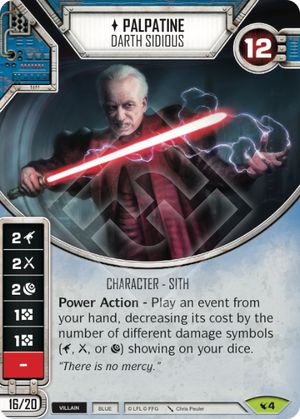 PALPATINE
DARTH SIDIOUS
12
2
2
2
1
1
-
CHARACTER - SITH
Power Action - Play an event from
your hand, decreasing its cost by the
number of different damage symbols
( , , or ) showing on your dice.
"There is no mercy."
16/20
VILLAIN
BLUE
© LFL © FFG
Chris Peuler
4